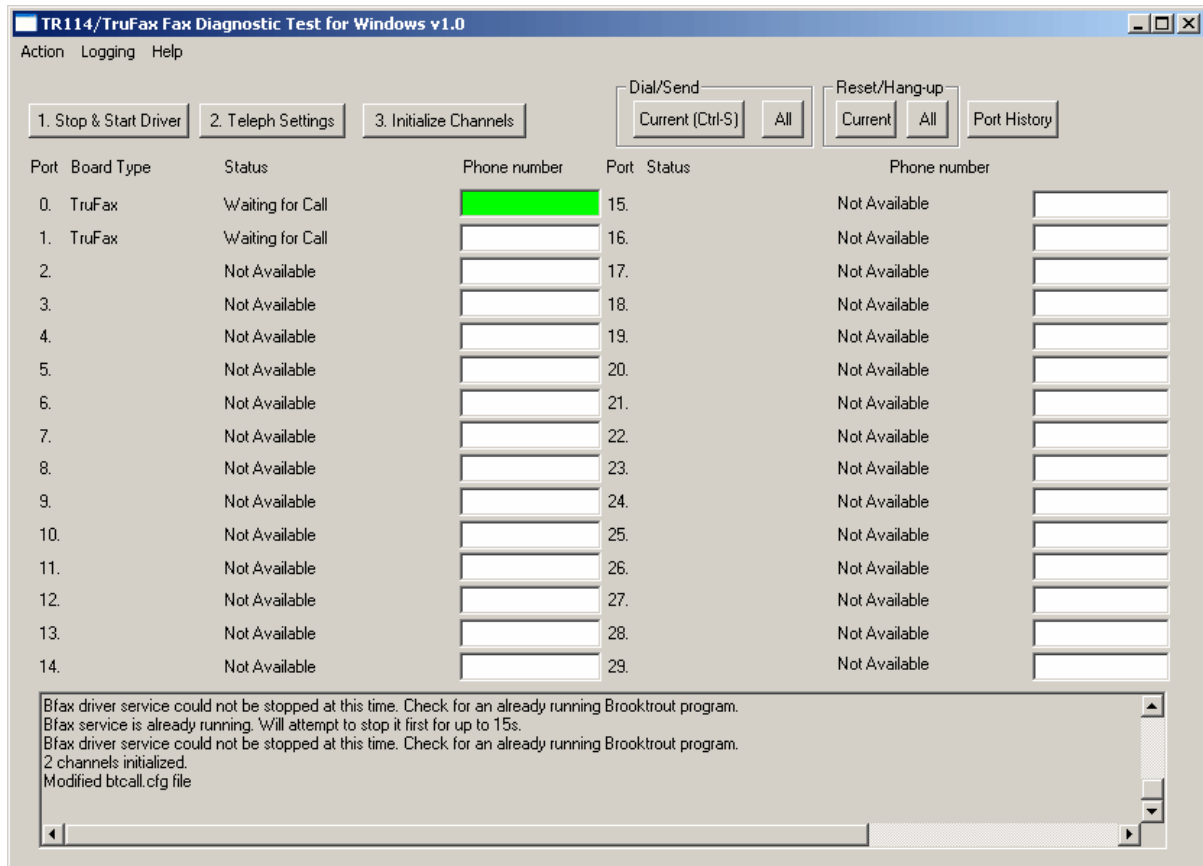 TR114/TruFax Fax Diagnostic Test for Windows v1.0
Action Logging Help
Dial/Send Reset/Hang-up
1. Stop & Start Driver 2. Teleph Settings 3. Initialize Channels Current (Ctrl-S) All Current All Port History
Port Board Type Status Phone number Port Status Phone number
0. TruFax Waiting for Call 15. Not Available
1. TruFax Waiting for Call 16. Not Available
2. Not Available 17. Not Available
3. Not Available 18. Not Available
4. Not Available 19. Not Available
5. Not Available 20. Not Available
6. Not Available 21. Not Available
7. Not Available 22. Not Available
8. Not Available 23. Not Available
9. Not Available 24. Not Available
10. Not Available 25. Not Available
11. Not Available 26. Not Available
12. Not Available 27. Not Available
13. Not Available 28. Not Available
14. Not Available 29. Not Available
Bfax driver service could not be stopped at this time. Check for an already running Brooktrout program.
Bfax service is already running. Will attempt to stop it first for up to 15s.
Bfax driver service could not be stopped at this time. Check for an already running Brooktrout program.
2 channels initialized.
Modified btcall.cfg file